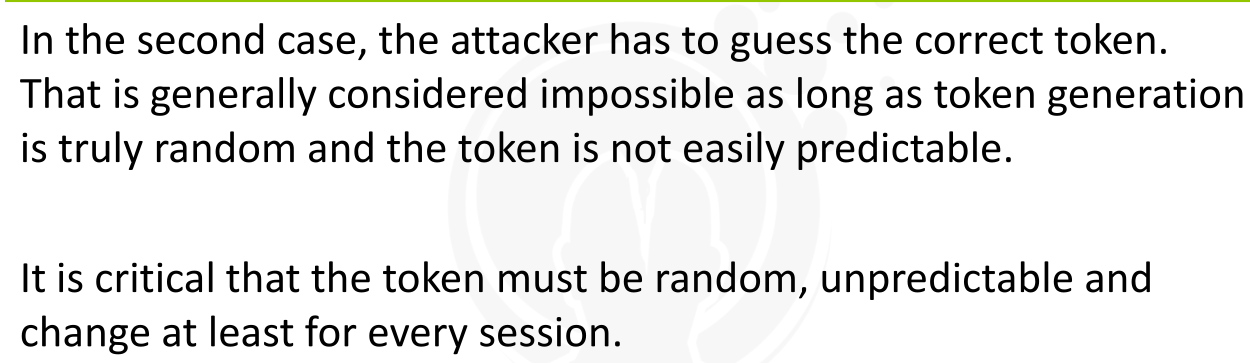 In the second case, the attacker has to guess the correct token.
That is generally considered impossible as long as token generation
is truly random and the token is not easily predictable.
It is critical that the token must be random, unpredictable and
change at least for every session.